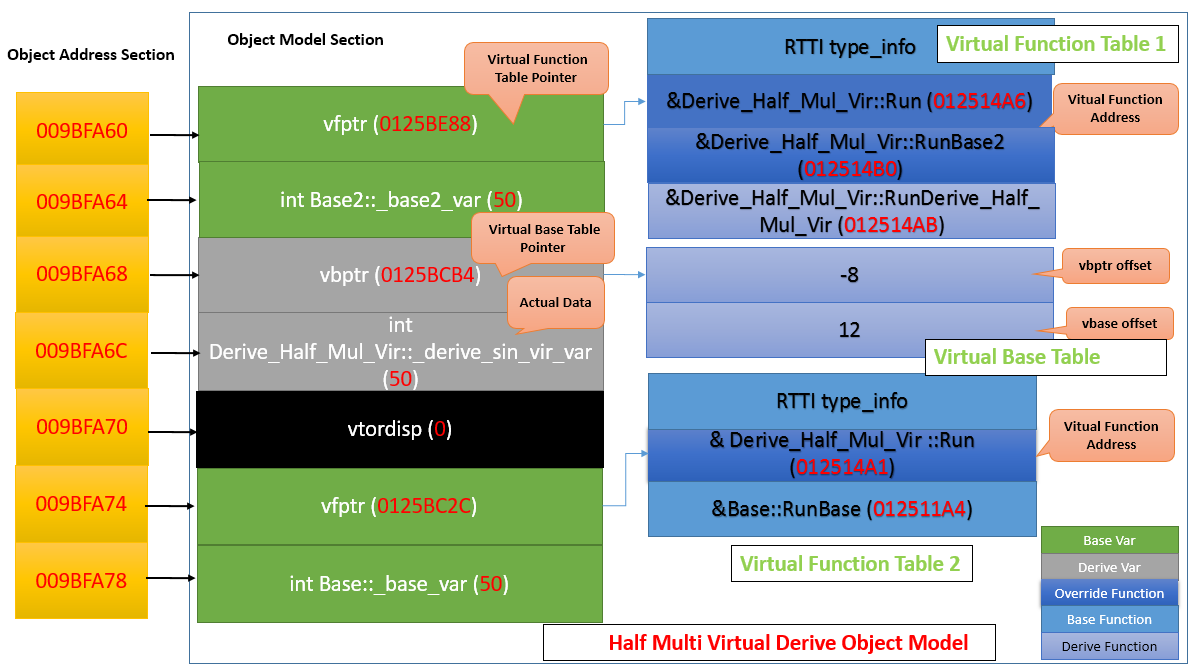 Object Address Section
Object Model Section
009BFA60
009BFA64
009BFA68
009BFA6C
009BFA70
009BFA74
009BFA78
Virtual Function
Table Pointer
vfptr (0125BE88)
int Base2::_base2_var (50)
Virtual Base Table
Pointer
vbptr (0125BCB4)
Actual Data
int
Derive_Half_Mul_Vir::_derive_sin_vir_var
(50)
vtordisp (0)
vfptr (0125BC2C)
int Base::_base_var (50)
RTTI type_info
Virtual Function Table 1
&Derive_Half_Mul_Vir::Run (012514A6)
Vitual Function
Address
&Derive_Half_Mul_Vir::RunBase2
(012514B0)
&Derive_Half_Mul_Vir::RunDerive_Half_
Mul_Vir (012514AB)
-8
vbptr offset
12
vbase offset
Virtual Base Table
RTTI type_info
& Derive_Half_Mul_Vir ::Run
(012514A1)
Vitual Function
Address
&Base::RunBase (012511A4)
Virtual Function Table 2
Base Var
Derive Var
Override Function
Base Function
Derive Function
Half Multi Virtual Derive Object Model